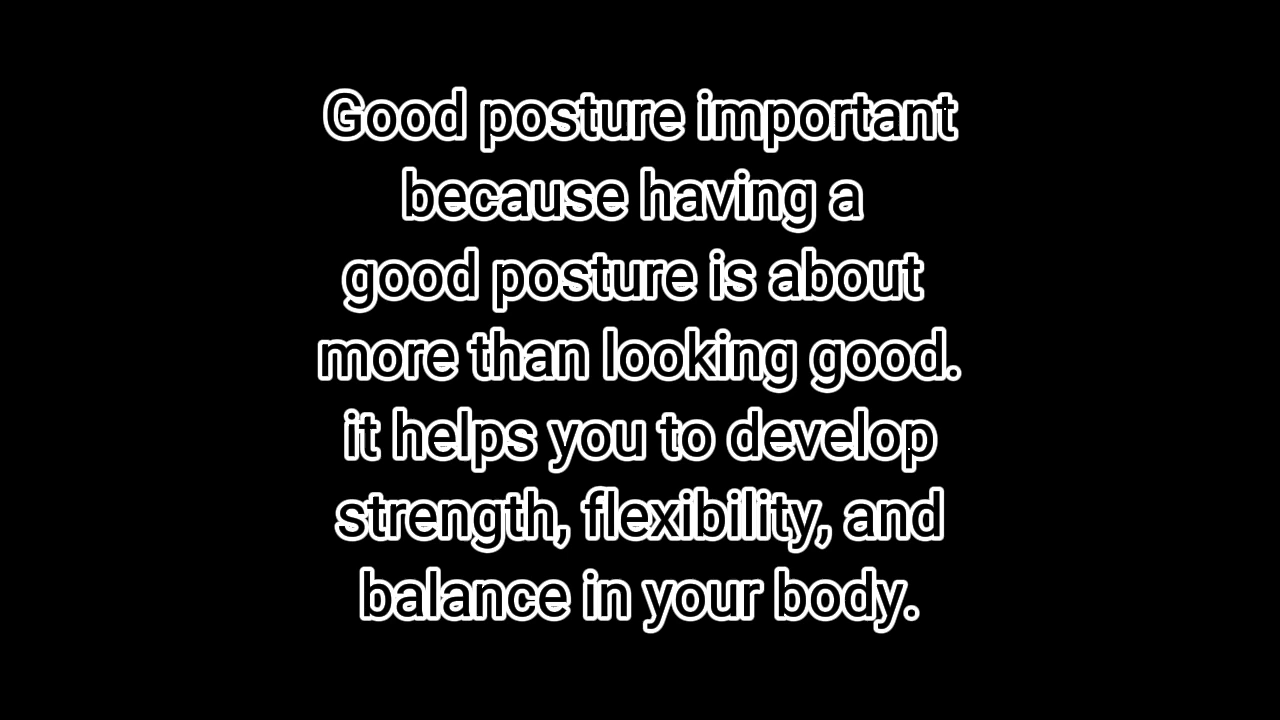 Good posture important
because having a
good posture is about
more than looking good.
it helps you to develop
strength, flexibility, and
balance in your body.